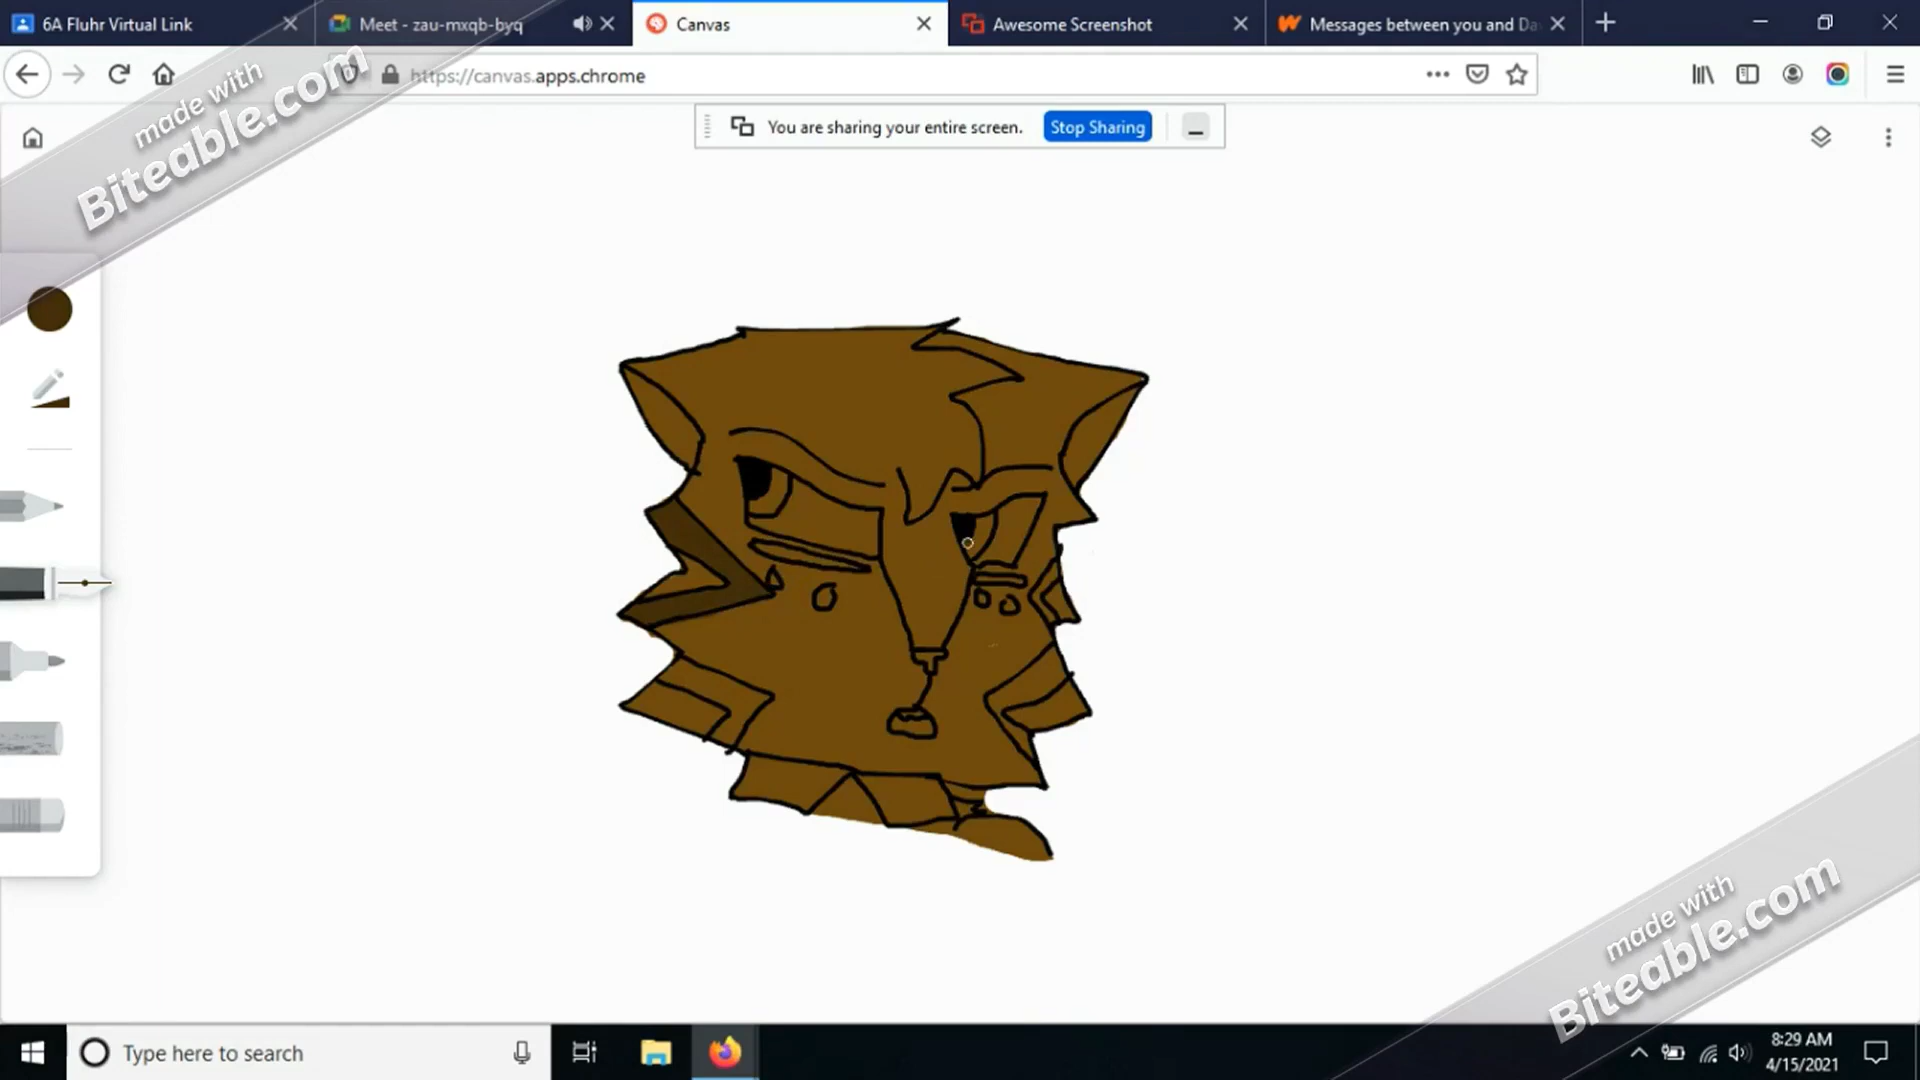 6A Fluhr Virtual Link
Meet - zau-mxqb-byq
Canvas
Awesome Screenshot
Messages between you and Da
https://canvas.apps.chrome
You are sharing your entire screen.
Stop Sharing
made with
Biteable.com
made with
Biteable.com
Type here to search
8:29 AM
4/15/2021